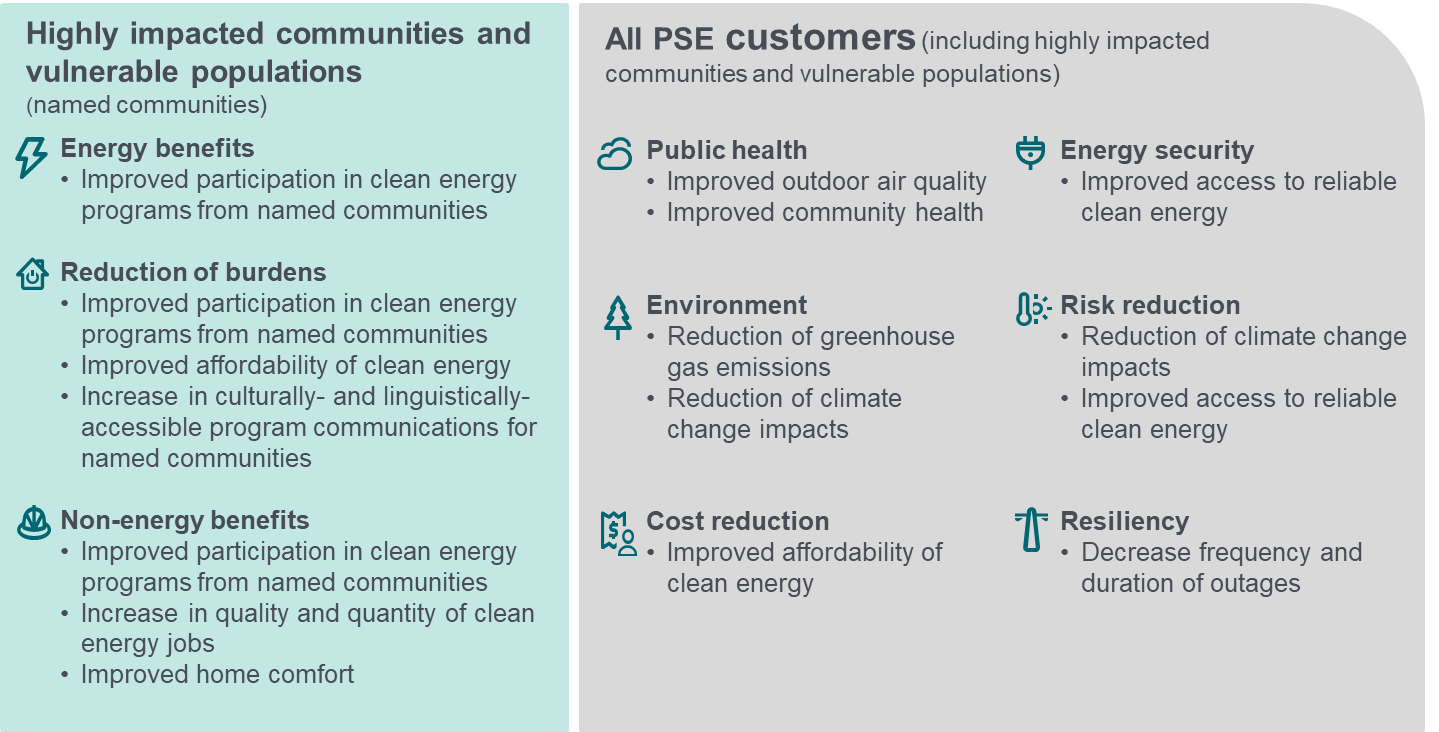 Highly impacted communities and
vulnerable populations
(named communities)
Energy benefits
• Improved participation in clean energy
programs from named communities
Reduction of burdens
• Improved participation in clean energy
programs from named communities
• Improved affordability of clean energy
• Increase in culturally- and linguistically-
accessible program communications for
named communities
Non-energy benefits
• Improved participation in clean energy
programs from named communities
• Increase in quality and quantity of clean
energy jobs
• Improved home comfort
All PSE customers (including highly impacted
communities and vulnerable populations)
Public health
• Improved outdoor air quality
• Improved community health
Environment
• Reduction of greenhouse
gas emissions
• Reduction of climate
change impacts
Cost reduction
• Improved affordability of
clean energy
Energy security
• Improved access to reliable
clean energy
Risk reduction
• Reduction of climate change
impacts
• Improved access to reliable
clean energy
Resiliency
• Decrease frequency and
duration of outages